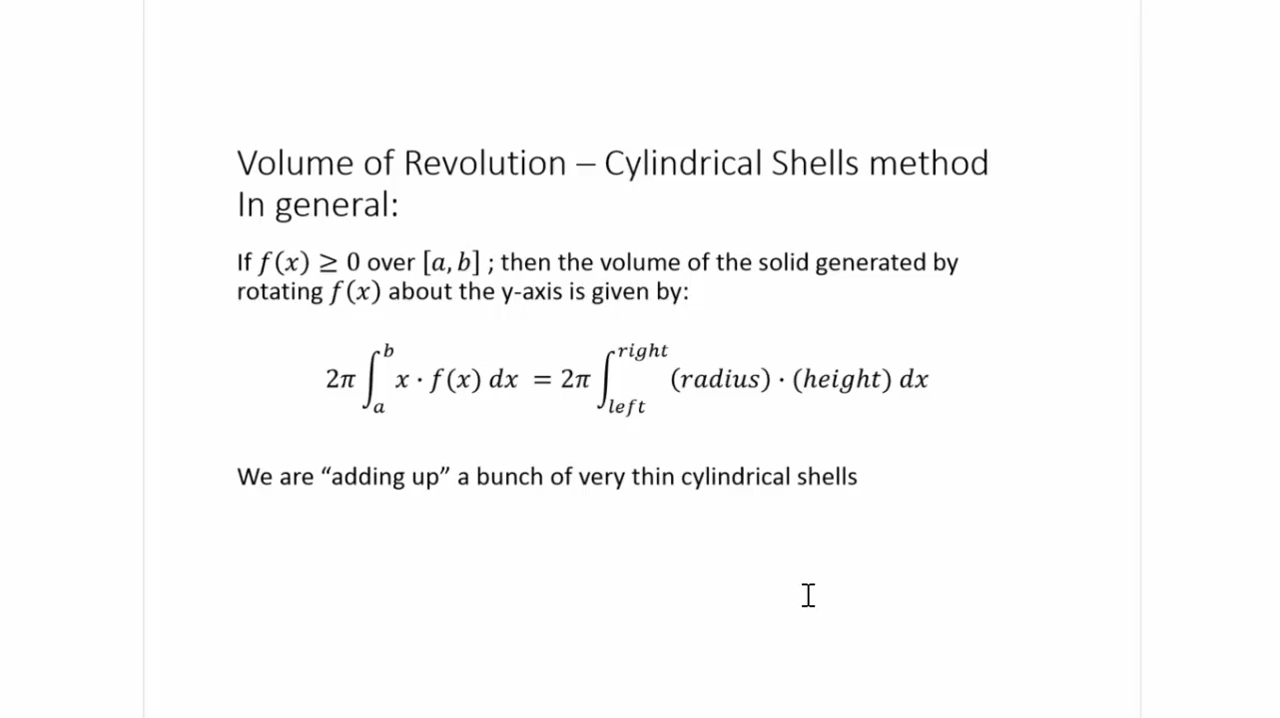 Volume of Revolution – Cylindrical Shells method
In general:
If f(x) ≥ 0 over [a, b] ; then the volume of the solid generated by
rotating f(x) about the y-axis is given by:
2π ∫_a^b x · f(x) dx = 2π ∫_left^right (radius) · (height) dx
We are “adding up” a bunch of very thin cylindrical shells